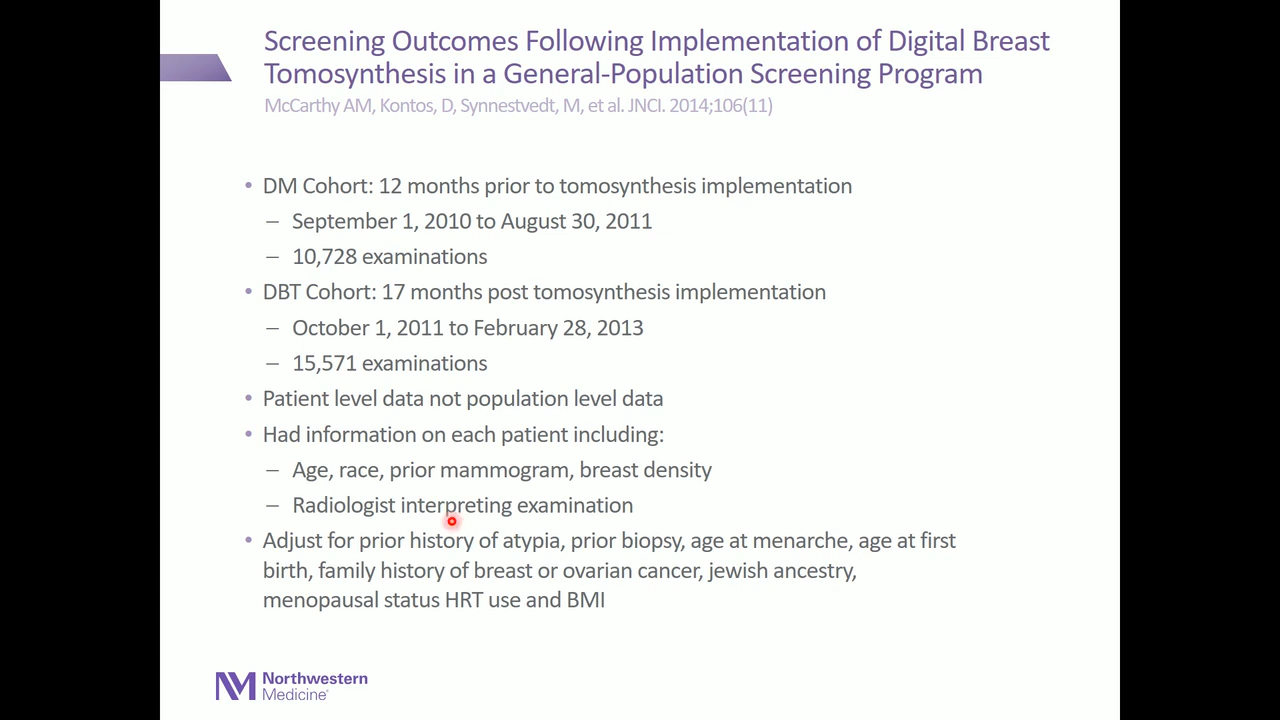 Screening Outcomes Following Implementation of Digital Breast
Tomosynthesis in a General-Population Screening Program
McCarthy AM, Kontos, D, Synnestvedt, M, et al. JNCI. 2014;106(11)
• DM Cohort: 12 months prior to tomosynthesis implementation
– September 1, 2010 to August 30, 2011
– 10,728 examinations
• DBT Cohort: 17 months post tomosynthesis implementation
– October 1, 2011 to February 28, 2013
– 15,571 examinations
• Patient level data not population level data
• Had information on each patient including:
– Age, race, prior mammogram, breast density
– Radiologist interpreting examination
• Adjust for prior history of atypia, prior biopsy, age at menarche, age at first
birth, family history of breast or ovarian cancer, jewish ancestry,
menopausal status HRT use and BMI
NM Northwestern
Medicine®